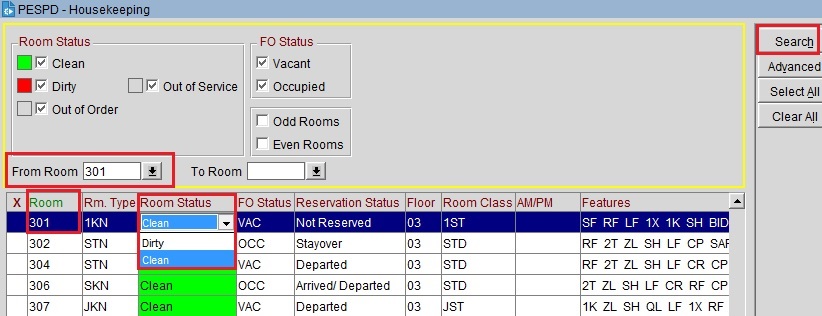 PESPD - Housekeeping
Room Status
FO Status
Search
Clean
Vacant
Advanced
Dirty
Out of Service
Occupied
Select All
Out of Order
Clear All
Odd Rooms
Even Rooms
From Room 301 To Room
X Room Rm. Type Room Status FO Status Reservation Status Floor Room Class AM/PM Features
301 1KN Clean VAC Not Reserved 03 1ST SF RF LF 1X 1K SH BID
302 STN Dirty OCC Stayover 03 STD RF 2T ZL SH LF CP SAF
304 STN Clean VAC Departed 03 STD RF 2T ZL SH LF CR CP
306 SKN Clean OCC Arrived/ Departed 03 STD 2T ZL SH LF CR RF CP
307 JKN Clean VAC Departed 03 JST 1K ZL SH QL LF 1X RF